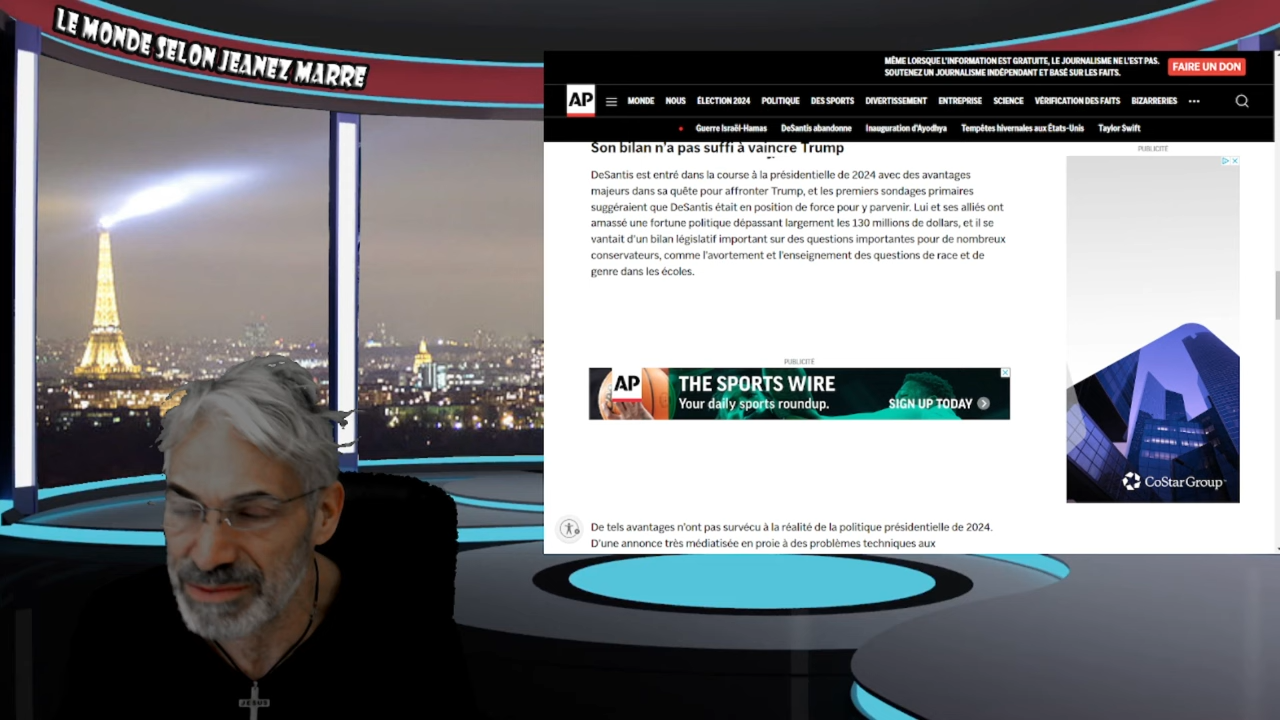 LE MONDE SELON JEANEZ MARRE
MÊME LORSQUE L'INFORMATION EST GRATUITE, LE JOURNALISME NE L'EST PAS.
SOUTENEZ UN JOURNALISME INDÉPENDANT ET BASÉ SUR LES FAITS.
FAIRE UN DON
AP
MONDE NOUS ÉLECTION 2024 POLITIQUE DES SPORTS DIVERTISSEMENT ENTREPRISE SCIENCE VÉRIFICATION DES FAITS BIZARRERIES
Guerre Israël-Hamas DeSantis abandonne Inauguration d'Ayodhya Tempêtes hivernales aux États-Unis Taylor Swift
Son bilan n'a pas suffi à vaincre Trump
DeSantis est entré dans la course à la présidentielle de 2024 avec des avantages
majeurs dans sa quête pour affronter Trump, et les premiers sondages primaires
suggéraient que DeSantis était en position de force pour y parvenir. Lui et ses alliés ont
amassé une fortune politique dépassant largement les 130 millions de dollars, et il se
vantait d'un bilan législatif important sur des questions importantes pour de nombreux
conservateurs, comme l'avortement et l'enseignement des questions de race et de
genre dans les écoles.
PUBLICITÉ
AP
THE SPORTS WIRE
Your daily sports roundup.
SIGN UP TODAY
De tels avantages n'ont pas survécu à la réalité de la politique présidentielle de 2024.
D'une annonce très médiatisée en proie à des problèmes techniques aux
PUBLICITÉ
CoStar Group
JESUS